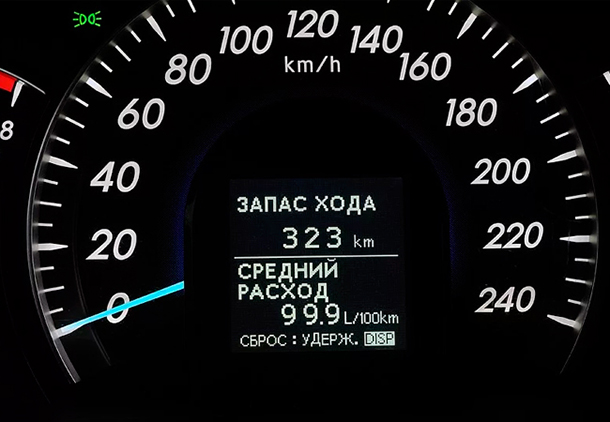 120
100
140
80
km/h
160
60
180
8
40
200
ЗАПАС ХОДА
323 km
20
220
СРЕДНИЙ
РАСХОД
0
240
99.9 L/100km
СБРОС : УДЕРЖ. DISP